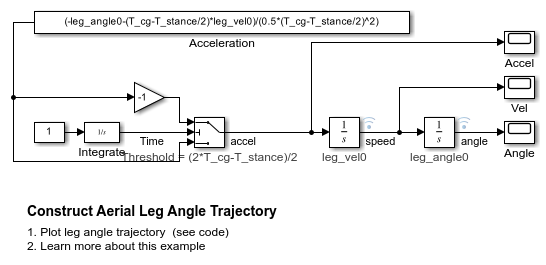 (-leg_angle0-(T_cg-T_stance/2)*leg_vel0)/(0.5*(T_cg-T_stance/2)^2)
Acceleration
Accel
-1
Vel
1
1/s
Integrate
Time
accel
Threshold = (2*T_cg-T_stance)/2
1
s
leg_vel0
speed
1
s
leg_angle0
angle
Angle
Construct Aerial Leg Angle Trajectory
1. Plot leg angle trajectory (see code)
2. Learn more about this example